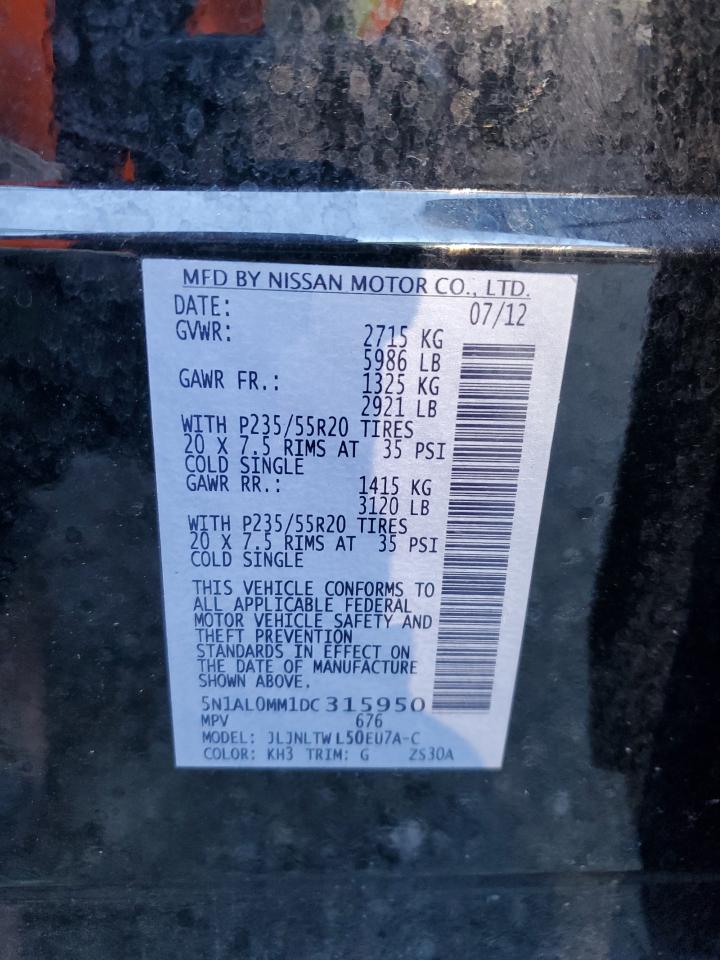 MFD BY NISSAN MOTOR CO., LTD.
DATE: 07/12
GVWR: 2715 KG
5986 LB
GAWR FR.: 1325 KG
2921 LB
WITH P235/55R20 TIRES
20 X 7.5 RIMS AT 35 PSI
COLD SINGLE
GAWR RR.: 1415 KG
3120 LB
WITH P235/55R20 TIRES
20 X 7.5 RIMS AT 35 PSI
COLD SINGLE
THIS VEHICLE CONFORMS TO
ALL APPLICABLE FEDERAL
MOTOR VEHICLE SAFETY AND
THEFT PREVENTION
STANDARDS IN EFFECT ON
THE DATE OF MANUFACTURE
SHOWN ABOVE.
5N1AL0MM1DC315950
MPV 676
MODEL: JLJNLTWL50EU7A-C
COLOR: KH3 TRIM: G ZS30A